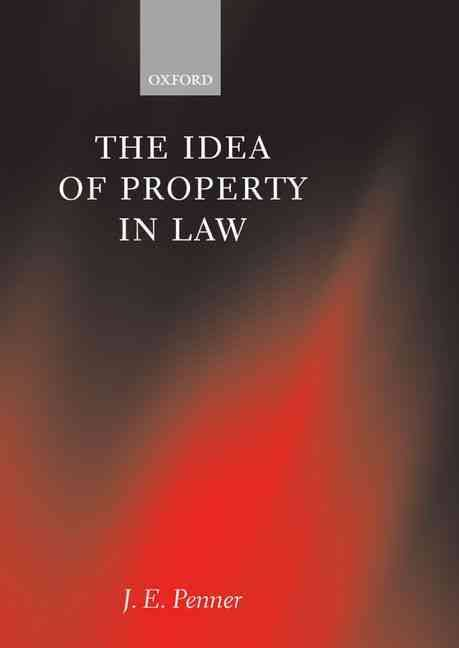 OXFORD
THE IDEA
OF PROPERTY
IN LAW
J. E. Penner